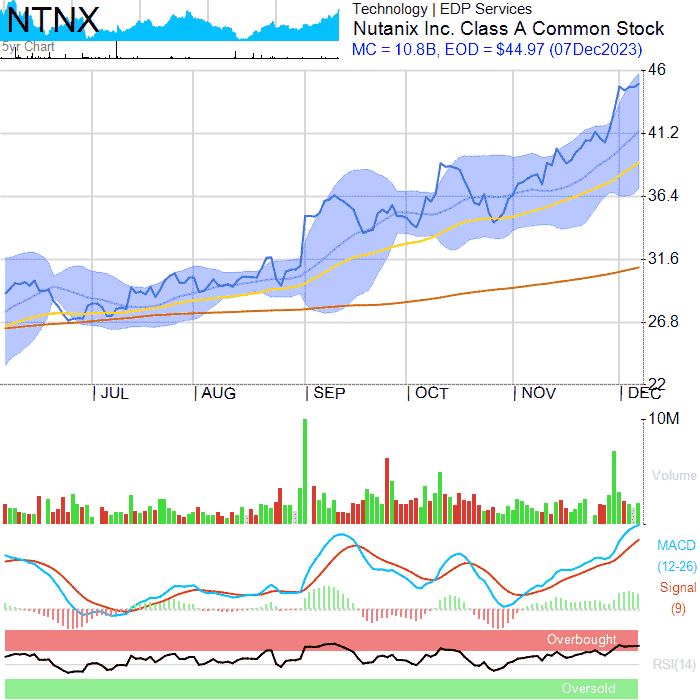 NTNX
5yr Chart
Technology | EDP Services
Nutanix Inc. Class A Common Stock
MC = 10.8B, EOD = $44.97 (07Dec2023)
46
41.2
36.4
31.6
26.8
22
JUL AUG SEP OCT NOV DEC
10M
Volume
MACD
(12-26)
Signal
(9)
Overbought
RSI(14)
Oversold